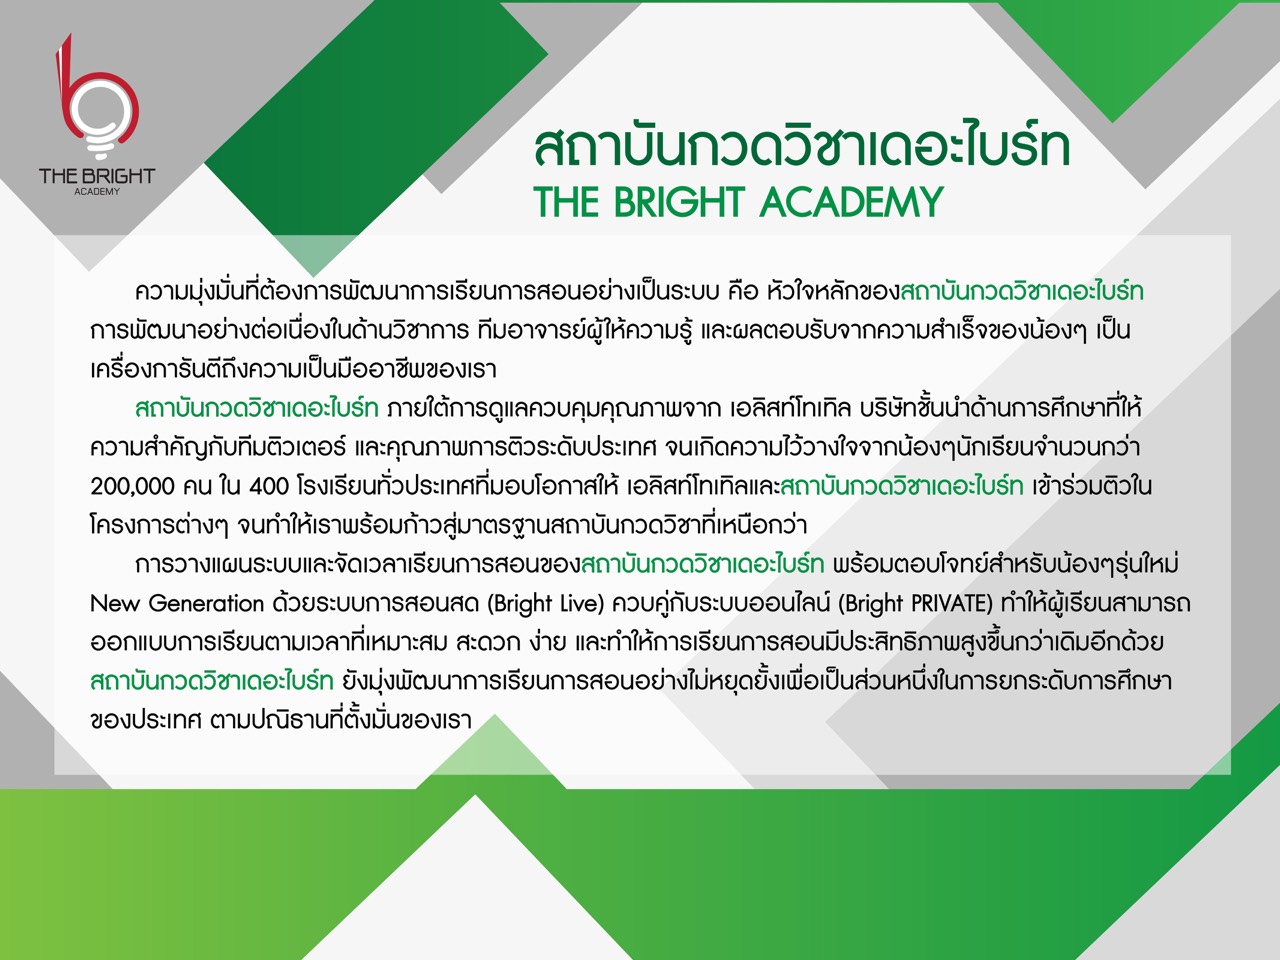 THE BRIGHT
ACADEMY
สถาบันกวดวิชาเดอะไบร์ท
THE BRIGHT ACADEMY
ความมุ่งมั่นที่ต้องการพัฒนาการเรียนการสอนอย่างเป็นระบบ คือ หัวใจหลักของสถาบันกวดวิชาเดอะไบร์ท
การพัฒนาอย่างต่อเนื่องในด้านวิชาการ ทีมอาจารย์ผู้ให้ความรู้ และผลตอบรับจากความสำเร็จของน้องๆ เป็น
เครื่องการันตีถึงความเป็นมืออาชีพของเรา
สถาบันกวดวิชาเดอะไบร์ท ภายใต้การดูแลควบคุมคุณภาพจาก เอลิสท์โทเทิล บริษัทชั้นนำด้านการศึกษาที่ให้
ความสำคัญกับทีมติวเตอร์ และคุณภาพการติวระดับประเทศ จนเกิดความไว้วางใจจากน้องๆนักเรียนจำนวนกว่า
200,000 คน ใน 400 โรงเรียนทั่วประเทศที่มอบโอกาสให้ เอลิสท์โทเทิลและสถาบันกวดวิชาเดอะไบร์ท เข้าร่วมติวใน
โครงการต่างๆ จนทำให้เราพร้อมก้าวสู่มาตรฐานสถาบันกวดวิชาที่เหนือกว่า
การวางแผนระบบและจัดเวลาเรียนการสอนของสถาบันกวดวิชาเดอะไบร์ท พร้อมตอบโจทย์สำหรับน้องๆรุ่นใหม่
New Generation ด้วยระบบการสอนสด (Bright Live) ควบคู่กับระบบออนไลน์ (Bright PRIVATE) ทำให้ผู้เรียนสามารถ
ออกแบบการเรียนตามเวลาที่เหมาะสม สะดวก ง่าย และทำให้การเรียนการสอนมีประสิทธิภาพสูงขึ้นกว่าเดิมอีกด้วย
สถาบันกวดวิชาเดอะไบร์ท ยังมุ่งพัฒนาการเรียนการสอนอย่างไม่หยุดยั้งเพื่อเป็นส่วนหนึ่งในการยกระดับการศึกษา
ของประเทศ ตามปณิธานที่ตั้งมั่นของเรา